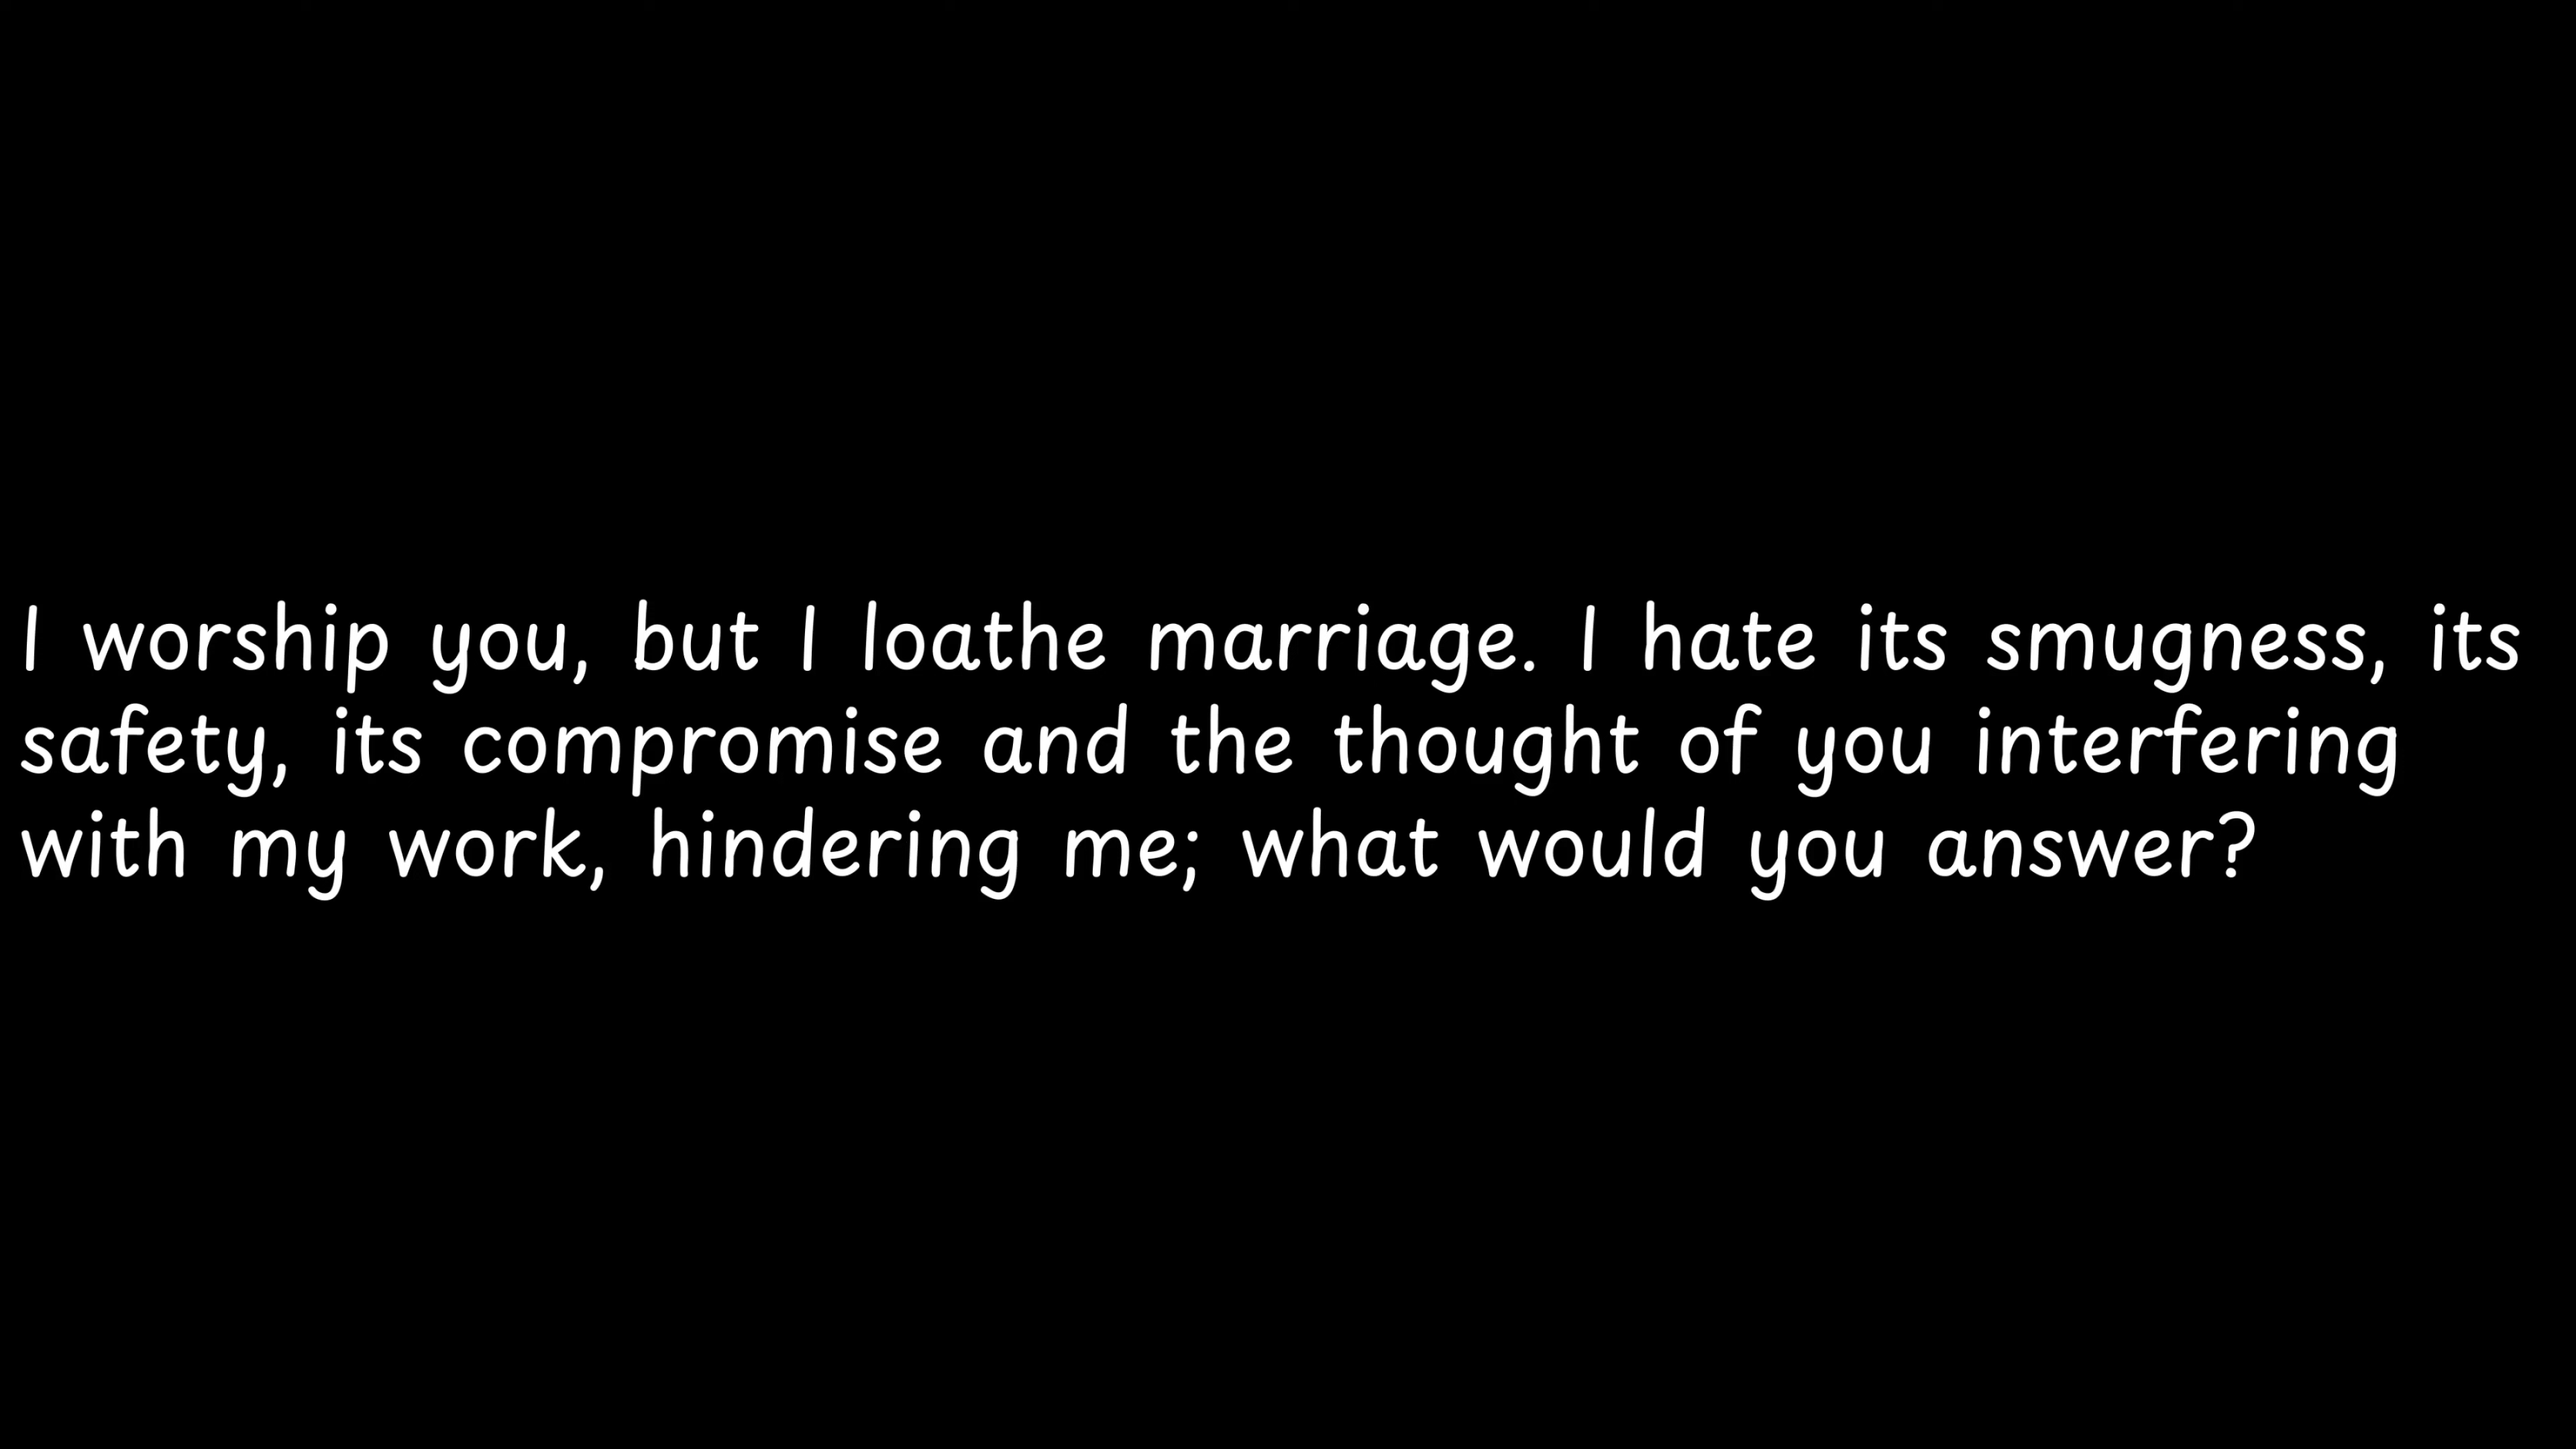 I worship you, but I loathe marriage. I hate its smugness, its
safety, its compromise and the thought of you interfering
with my work, hindering me; what would you answer?